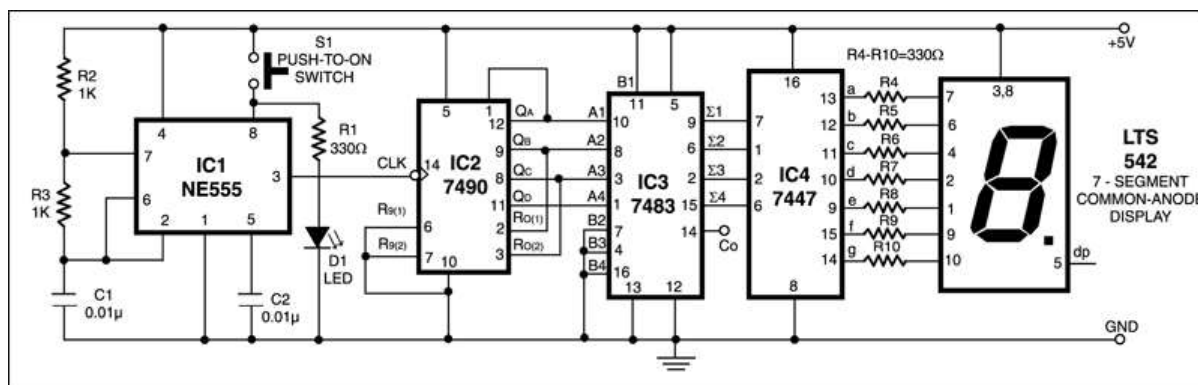 S1
PUSH-TO-ON
SWITCH
+5V
R2
1K
R3
1K
4
8
7
IC1
NE555
3
6
2
1
5
C1
0.01µ
C2
0.01µ
R1
330Ω
D1
LED
CLK
14
5
1
IC2
7490
12
9
8
11
2
3
6
7
10
R9(1)
R9(2)
QA
QB
QC
QD
RO(1)
RO(2)
A1
A2
A3
A4
B1
B2
B3
B4
11
5
10
8
3
1
7
4
16
13
12
IC3
7483
9
6
2
15
14
Σ1
Σ2
Σ3
Σ4
Co
16
7
1
2
6
IC4
7447
8
13
12
11
10
9
15
14
a
b
c
d
e
f
g
R4-R10=330Ω
R4
R5
R6
R7
R8
R9
R10
3,8
7
6
4
2
1
9
10
5
dp
LTS
542
7 - SEGMENT
COMMON-ANODE
DISPLAY
GND